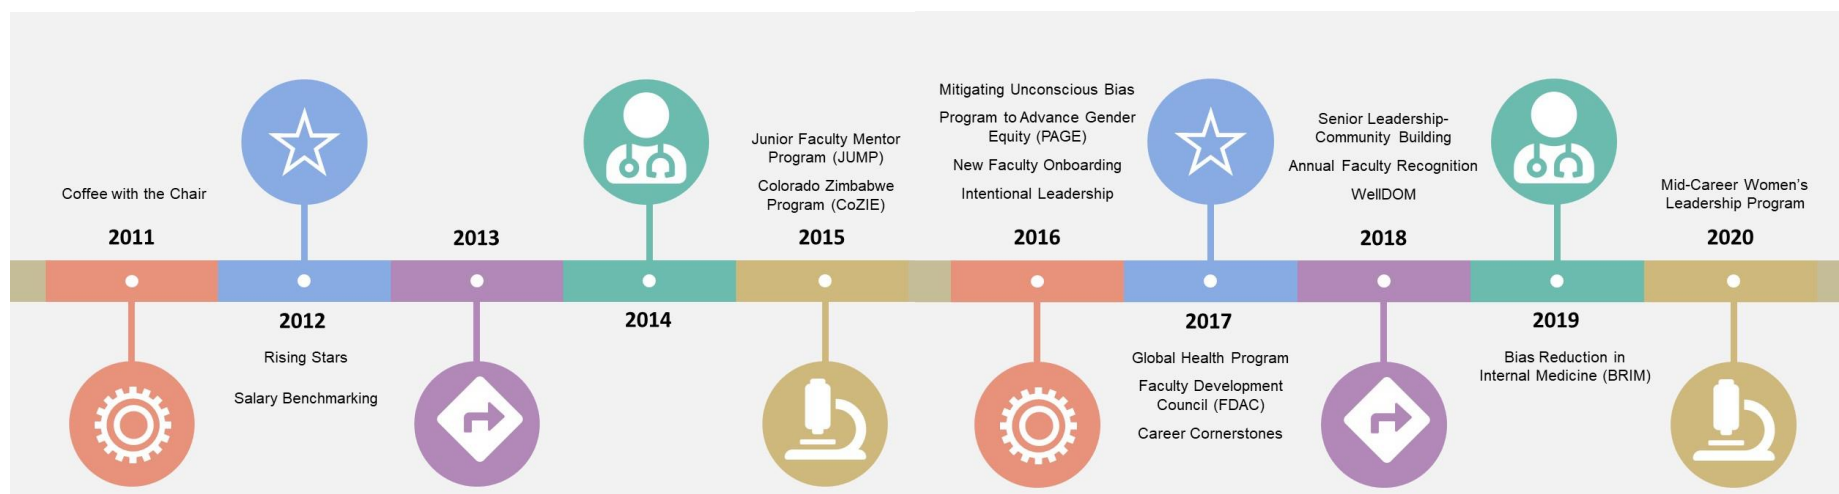 Coffee with the Chair
2011
2012
Rising Stars
Salary Benchmarking
2013
2014
Junior Faculty Mentor
Program (JUMP)
Colorado Zimbabwe
Program (CoZIE)
2015
Mitigating Unconscious Bias
Program to Advance Gender
Equity (PAGE)
New Faculty Onboarding
Intentional Leadership
2016
2017
Global Health Program
Faculty Development
Council (FDAC)
Career Cornerstones
Senior Leadership-
Community Building
Annual Faculty Recognition
WellDOM
2018
2019
Bias Reduction in
Internal Medicine (BRIM)
Mid-Career Women’s
Leadership Program
2020